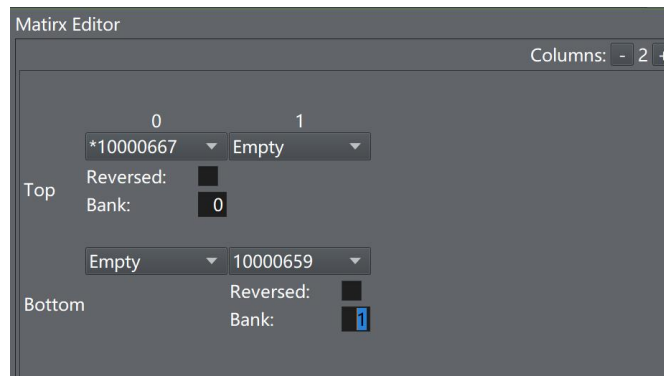 Matirx Editor
Columns: - 2 +
0 1
*10000667 Empty
Reversed:
Top
Bank: 0
Empty 10000659
Reversed:
Bottom
Bank: 1